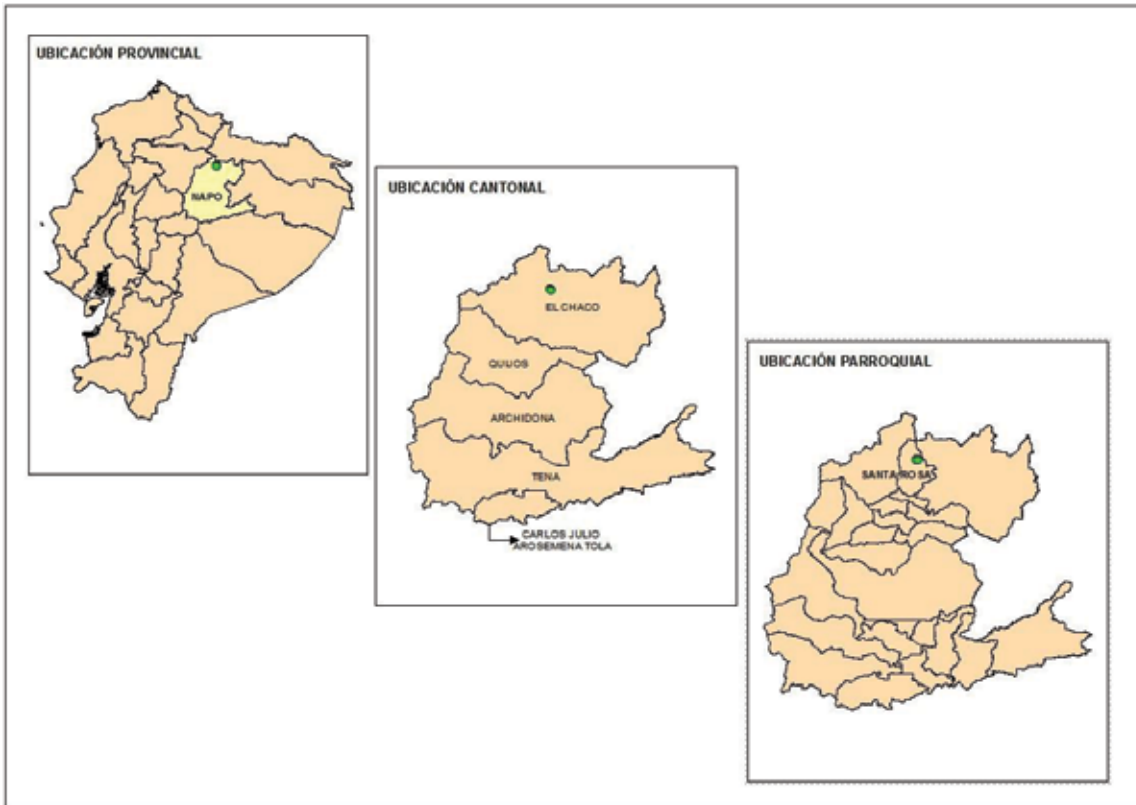 UBICACIÓN PROVINCIAL
NAPO
UBICACIÓN CANTONAL
EL CHACO
QUIJOS
ARCHIDONA
TENA
CARLOS JULIO
AROSEMENA TOLA
UBICACIÓN PARROQUIAL
SANTA ROSA